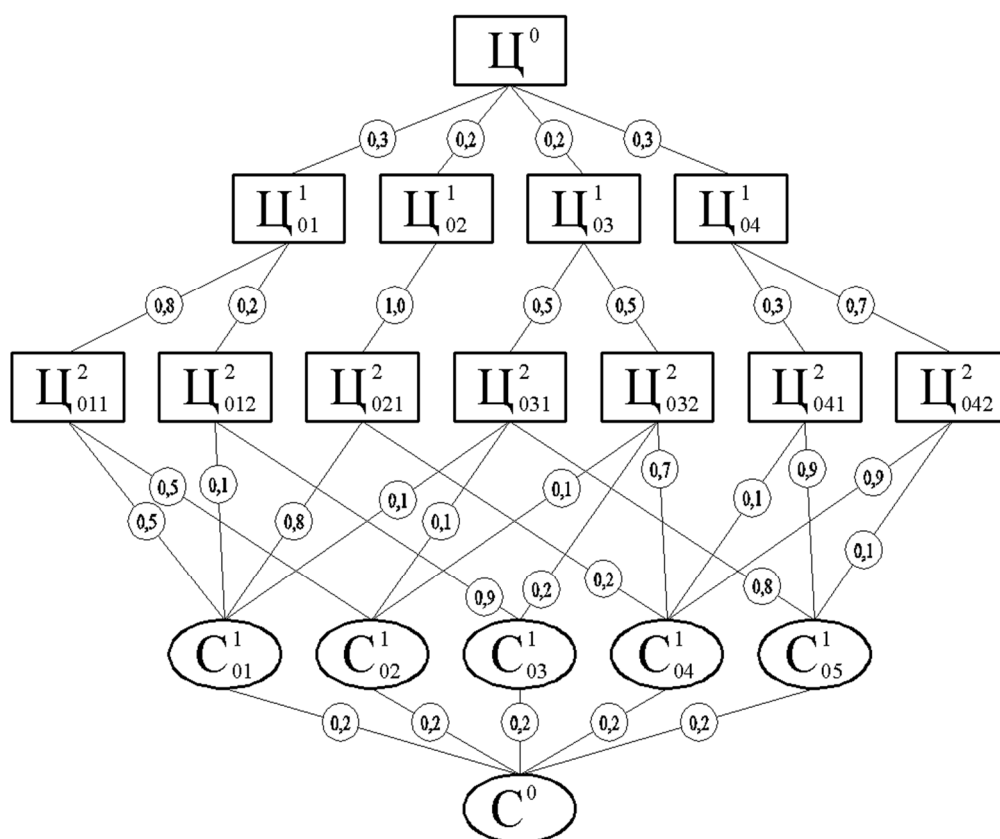 Ц⁰
0,3 0,2 0,2 0,3
Ц¹₀₁ Ц¹₀₂ Ц¹₀₃ Ц¹₀₄
0,8 0,2 1,0 0,5 0,5 0,3 0,7
Ц²₀₁₁ Ц²₀₁₂ Ц²₀₂₁ Ц²₀₃₁ Ц²₀₃₂ Ц²₀₄₁ Ц²₀₄₂
0,5 0,1 0,1 0,1 0,7 0,9 0,9
0,5 0,8 0,1 0,1
0,1
0,9 0,2 0,2 0,8
С¹₀₁ С¹₀₂ С¹₀₃ С¹₀₄ С¹₀₅
0,2 0,2 0,2 0,2 0,2
С⁰